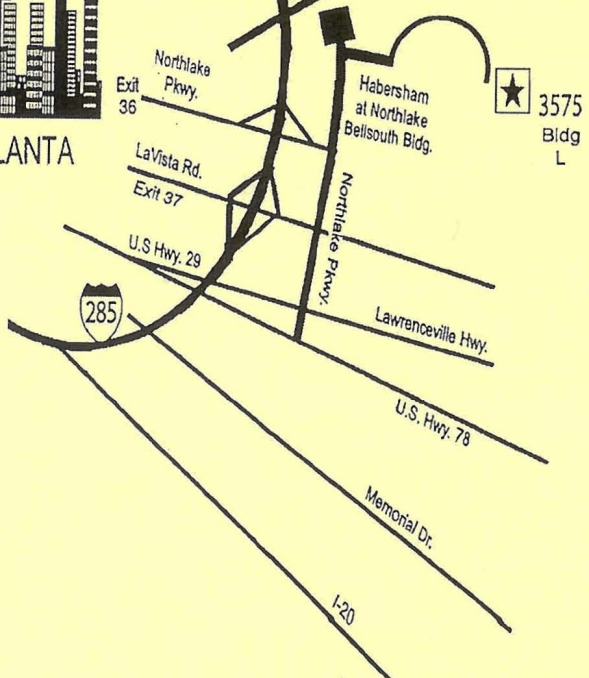 Northlake
Pkwy.
Exit
36
Habersham
at Northlake
Bellsouth Bldg.
3575
Bldg
L
LANTA
LaVista Rd.
Exit 37
Northlake Pkwy.
U.S Hwy. 29
285
Lawrenceville Hwy.
U.S. Hwy. 78
Memorial Dr.
I-20